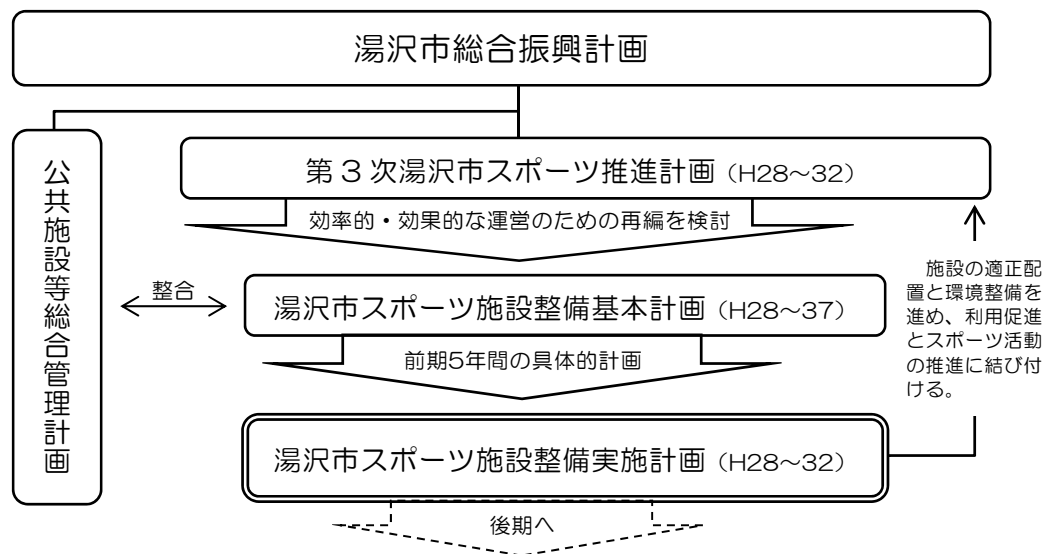 湯沢市総合振興計画
公共施設等総合管理計画
第3次湯沢市スポーツ推進計画（H28～32）
効率的・効果的な運営のための再編を検討
整合
湯沢市スポーツ施設整備基本計画（H28～37）
前期5年間の具体的計画
湯沢市スポーツ施設整備実施計画（H28～32）
後期へ
施設の適正配
置と環境整備を
進め、利用促進
とスポーツ活動
の推進に結び付
ける。